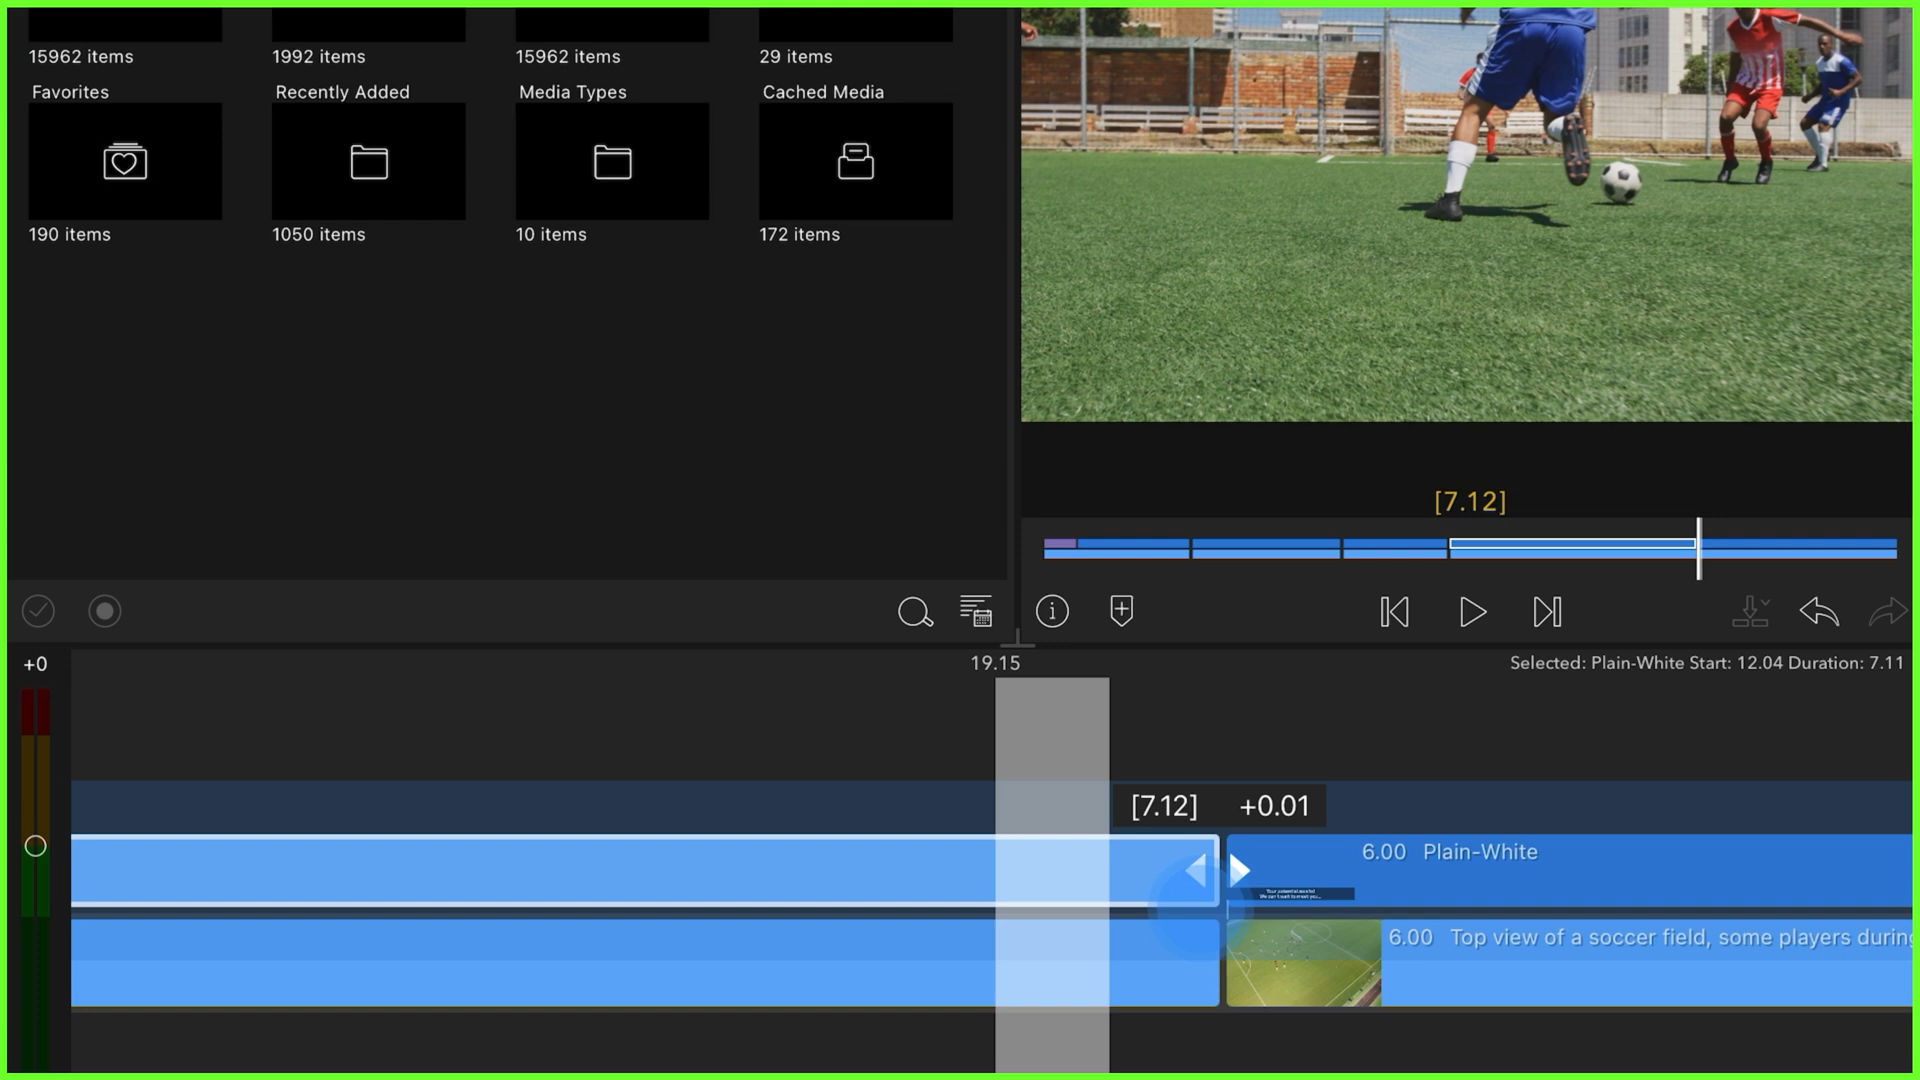 15962 items
1992 items
15962 items
29 items
Favorites
Recently Added
Media Types
Cached Media
190 items
1050 items
10 items
172 items
[7.12]
+0
19.15
Selected: Plain-White Start: 12.04 Duration: 7.11
[7.12] +0.01
6.00 Plain-White
6.00 Top view of a soccer field, some players during